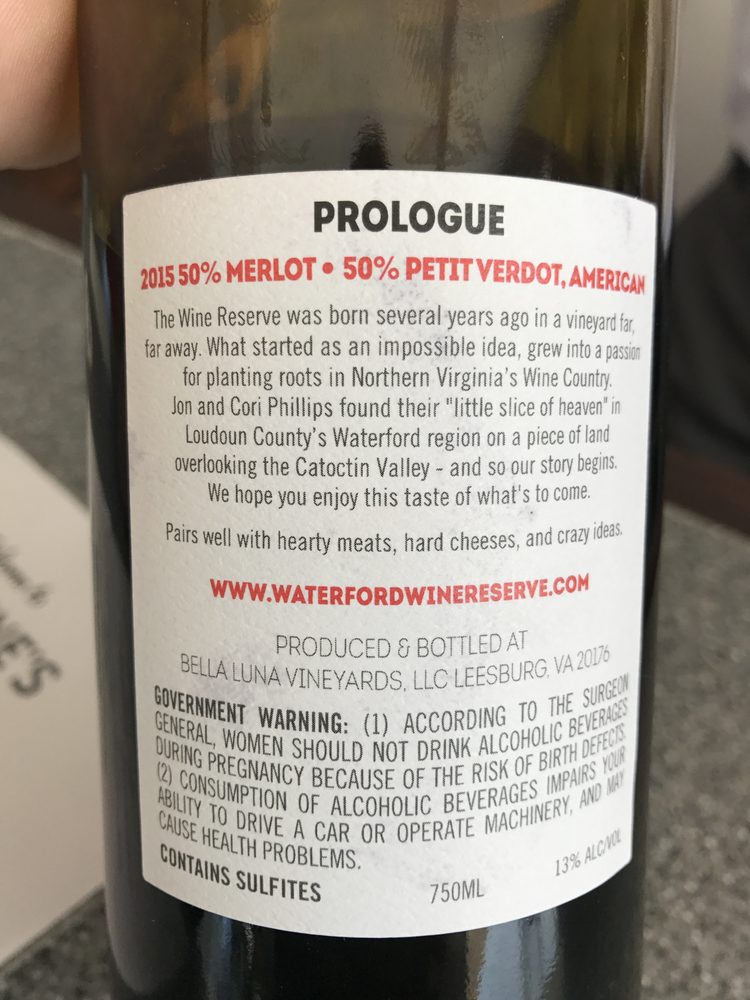 PROLOGUE
2015 50% MERLOT • 50% PETIT VERDOT, AMERICAN
The Wine Reserve was born several years ago in a vineyard far,
far away. What started as an impossible idea, grew into a passion
for planting roots in Northern Virginia's Wine Country.
Jon and Cori Phillips found their "little slice of heaven" in
Loudoun County's Waterford region on a piece of land
overlooking the Catoctin Valley - and so our story begins.
We hope you enjoy this taste of what's to come.
Pairs well with hearty meats, hard cheeses, and crazy ideas.
WWW.WATERFORDWINERESERVE.COM
PRODUCED & BOTTLED AT
BELLA LUNA VINEYARDS, LLC LEESBURG, VA 20176
GOVERNMENT WARNING: (1) ACCORDING TO THE SURGEON
GENERAL, WOMEN SHOULD NOT DRINK ALCOHOLIC BEVERAGES
DURING PREGNANCY BECAUSE OF THE RISK OF BIRTH DEFECTS.
(2) CONSUMPTION OF ALCOHOLIC BEVERAGES IMPAIRS YOUR
ABILITY TO DRIVE A CAR OR OPERATE MACHINERY, AND MAY
CAUSE HEALTH PROBLEMS.
CONTAINS SULFITES 750ML 13% ALC/VOL